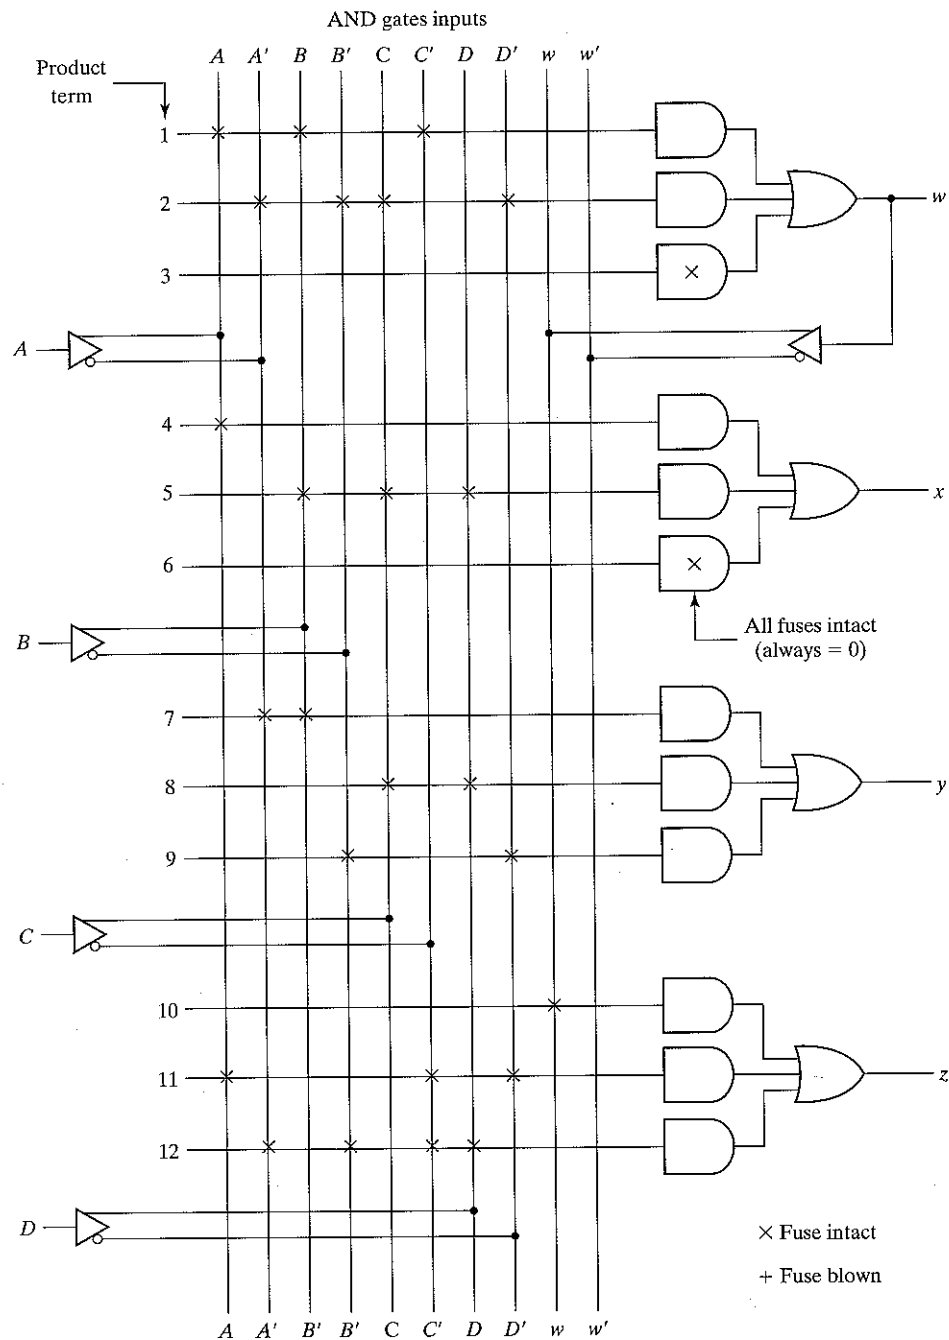 AND gates inputs
A A' B B' C C' D D' w w'
Product
term
1
2
w
3
A
4
5
x
6
All fuses intact
(always = 0)
B
7
8
y
9
C
10
11
z
12
D
× Fuse intact
+ Fuse blown
A A' B' B' C C' D D' w w'